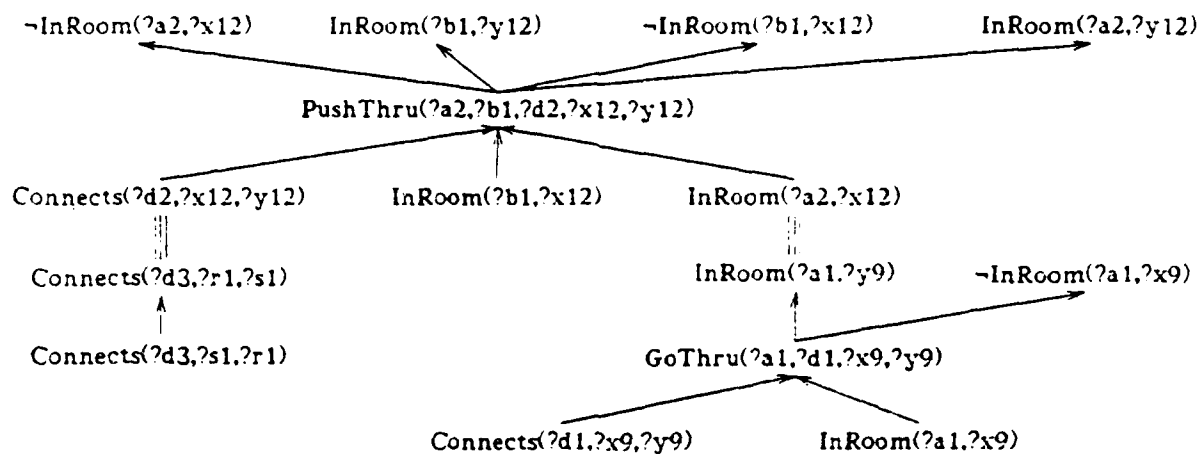 ¬InRoom(?a2,?x12) InRoom(?b1,?y12) ¬InRoom(?b1,?x12) InRoom(?a2,?y12)
PushThru(?a2,?b1,?d2,?x12,?y12)
Connects(?d2,?x12,?y12) InRoom(?b1,?x12) InRoom(?a2,?x12)
Connects(?d3,?r1,?s1) InRoom(?a1,?y9) ¬InRoom(?a1,?x9)
Connects(?d3,?s1,?r1) GoThru(?a1,?d1,?x9,?y9)
Connects(?d1,?x9,?y9) InRoom(?a1,?x9)